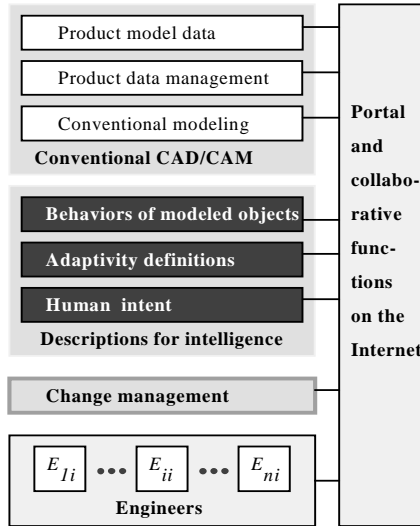 Product model data
Product data management
Conventional modeling
Conventional CAD/CAM
Behaviors of modeled objects
Adaptivity definitions
Human intent
Descriptions for intelligence
Change management
E1i ••• Eii ••• Eni
Engineers
Portal
and
collabo-
rative
func-
tions
on the
Internet